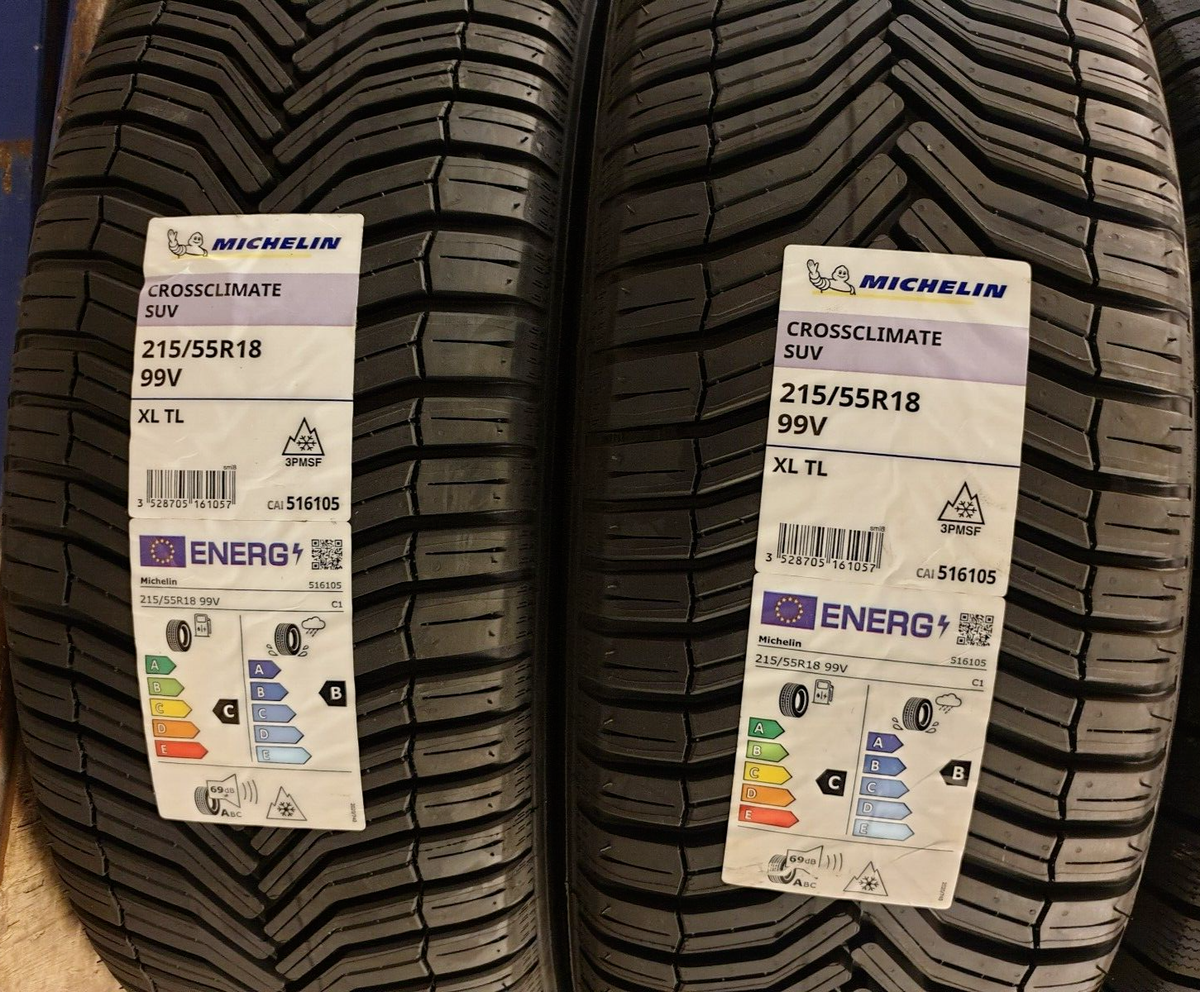 MICHELIN
CROSSCLIMATE
SUV
215/55R18
99V
XL TL
3PMSF
smi8
3 528705 161057
CAI 516105
ENERG
Michelin 516105
215/55R18 99V C1
A A
B B B
C C C
D D
E E
69dB
ABC
MICHELIN
CROSSCLIMATE
SUV
215/55R18
99V
XL TL
3PMSF
smi8
3 528705 161057
CAI 516105
ENERG
Michelin 516105
215/55R18 99V C1
A A
B B B
C C C
D D
E E
69dB
ABC